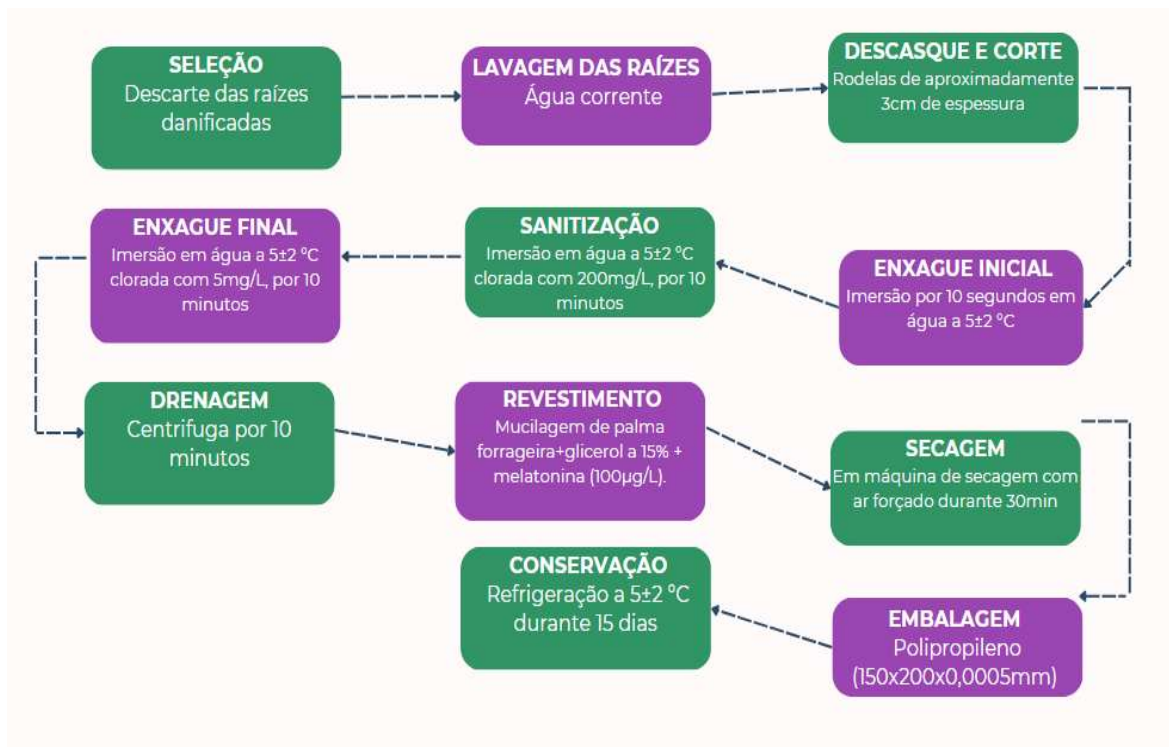 SELEÇÃO
Descarte das raízes
danificadas
LAVAGEM DAS RAÍZES
Água corrente
DESCASQUE E CORTE
Rodelas de aproximadamente
3cm de espessura
ENXAGUE INICIAL
Imersão por 10 segundos em
água a 5±2 ºC
SANITIZAÇÃO
Imersão em água a 5±2 ºC
clorada com 200mg/L, por 10
minutos
ENXAGUE FINAL
Imersão em água a 5±2 ºC
clorada com 5mg/L, por 10
minutos
DRENAGEM
Centrifuga por 10
minutos
REVESTIMENTO
Mucilagem de palma
forrageira+glicerol a 15% +
melatonina (100µg/L).
SECAGEM
Em máquina de secagem com
ar forçado durante 30min
EMBALAGEM
Polipropileno
(150x200x0,0005mm)
CONSERVAÇÃO
Refrigeração a 5±2 ºC
durante 15 dias